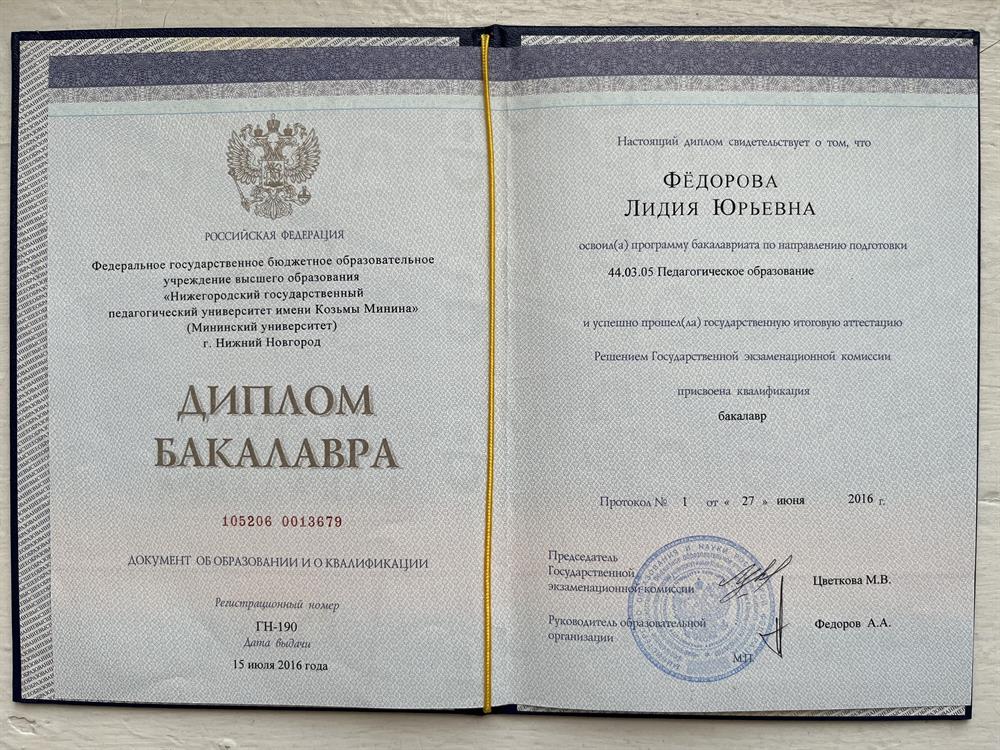 РОССИЙСКАЯ ФЕДЕРАЦИЯ
Федеральное государственное бюджетное образовательное
учреждение высшего образования
«Нижегородский государственный
педагогический университет имени Козьмы Минина»
(Мининский университет)
г. Нижний Новгород
ДИПЛОМ
БАКАЛАВРА
105206 0013679
ДОКУМЕНТ ОБ ОБРАЗОВАНИИ И О КВАЛИФИКАЦИИ
Регистрационный номер
ГН-190
Дата выдачи
15 июля 2016 года
Настоящий диплом свидетельствует о том, что
ФЁДОРОВА
ЛИДИЯ ЮРЬЕВНА
освоил(а) программу бакалавриата по направлению подготовки
44.03.05 Педагогическое образование
и успешно прошел(ла) государственную итоговую аттестацию
Решением Государственной экзаменационной комиссии
присвоена квалификация
бакалавр
Протокол № 1 от « 27 » июня 2016 г.
Председатель
Государственной
экзаменационной комиссии
Цветкова М.В.
Руководитель образовательной
организации
Федоров А.А.
М.П.